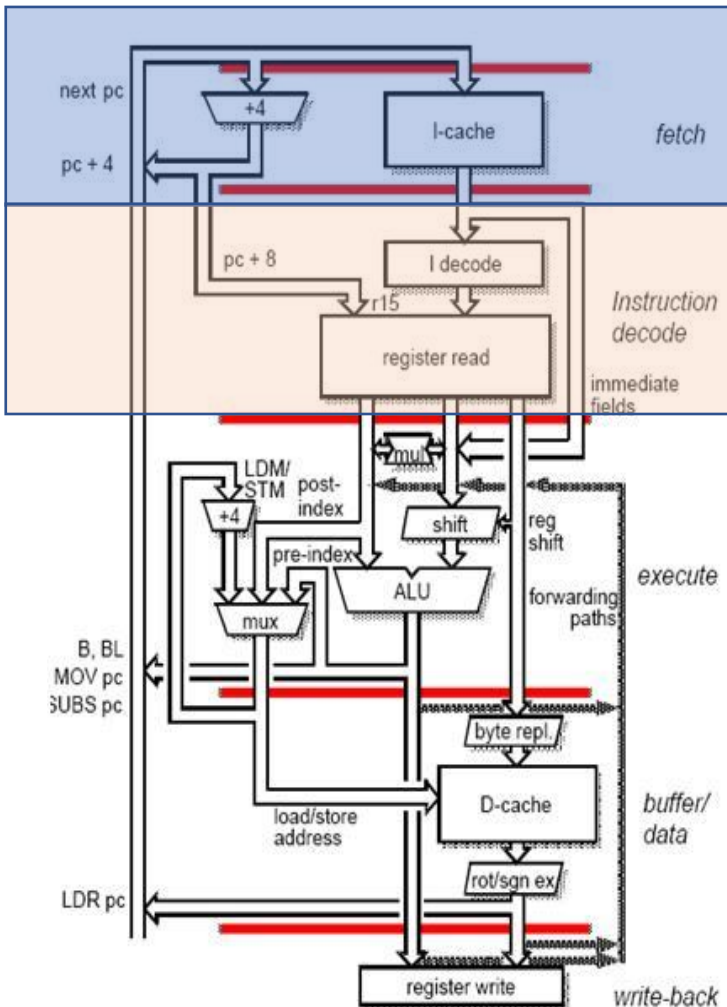 next pc
+4
I-cache
fetch
pc + 4
pc + 8
I decode
Instruction
decode
r15
register read
immediate
fields
LDM/
STM
mul
post-
index
+4
shift
reg
shift
pre-index
execute
ALU
forwarding
paths
mux
B, BL
MOV pc
SUBS pc
byte repl.
D-cache
buffer/
data
load/store
address
rot/sgn ex
LDR pc
register write
write-back